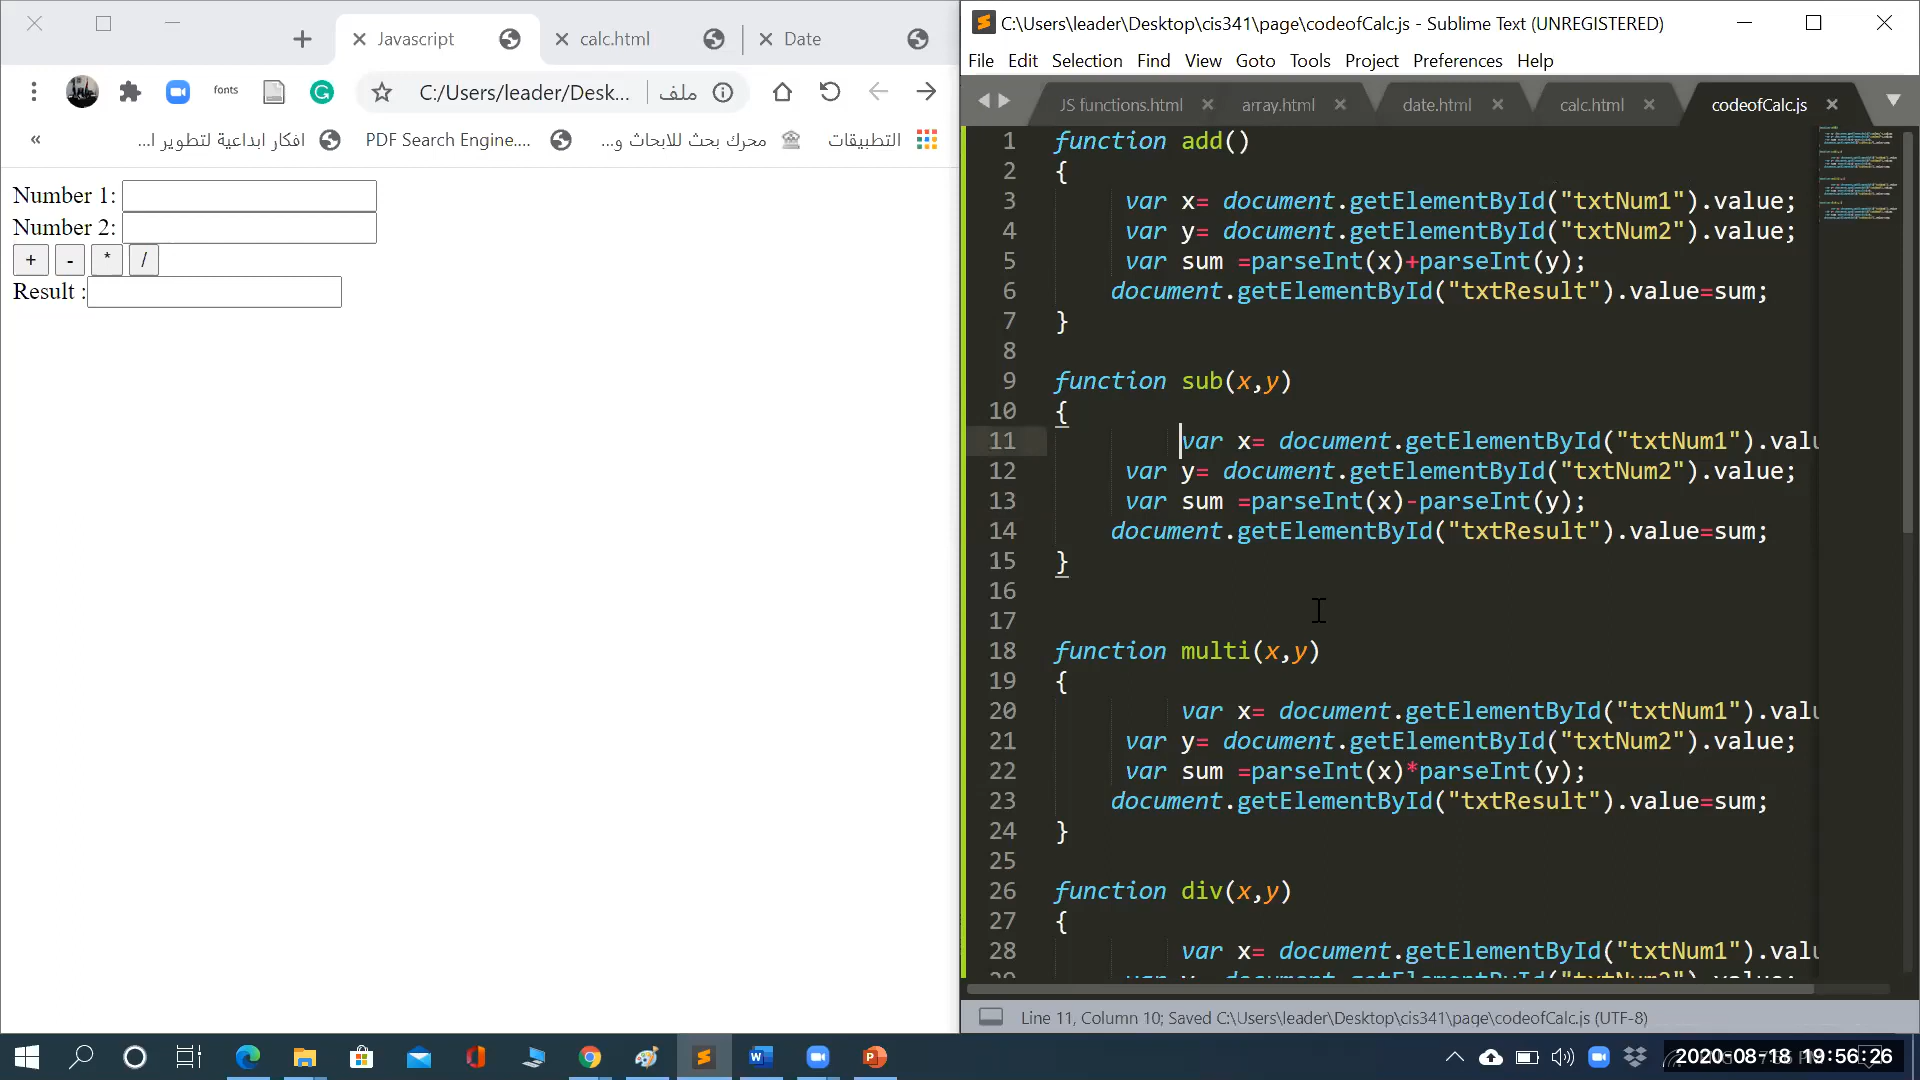 Javascript
calc.html
Date
fonts
C:/Users/leader/Desk...
ملف
افكار ابداعية لتطوير ا...
PDF Search Engine....
محرك بحث للابحاث و...
التطبيقات
Number 1:
Number 2:
+ - * /
Result :
C:\Users\leader\Desktop\cis341\page\codeofCalc.js - Sublime Text (UNREGISTERED)
File Edit Selection Find View Goto Tools Project Preferences Help
JS functions.html array.html date.html calc.html codeofCalc.js
1 function add()
2 {
3 var x= document.getElementById("txtNum1").value;
4 var y= document.getElementById("txtNum2").value;
5 var sum =parseInt(x)+parseInt(y);
6 document.getElementById("txtResult").value=sum;
7 }
8
9 function sub(x,y)
10 {
11 var x= document.getElementById("txtNum1").valu
12 var y= document.getElementById("txtNum2").value;
13 var sum =parseInt(x)-parseInt(y);
14 document.getElementById("txtResult").value=sum;
15 }
16
17
18 function multi(x,y)
19 {
20 var x= document.getElementById("txtNum1").valu
21 var y= document.getElementById("txtNum2").value;
22 var sum =parseInt(x)*parseInt(y);
23 document.getElementById("txtResult").value=sum;
24 }
25
26 function div(x,y)
27 {
28 var x= document.getElementById("txtNum1").valu
Line 11, Column 10; Saved C:\Users\leader\Desktop\cis341\page\codeofCalc.js (UTF-8)
2020-08-18 19:56:26